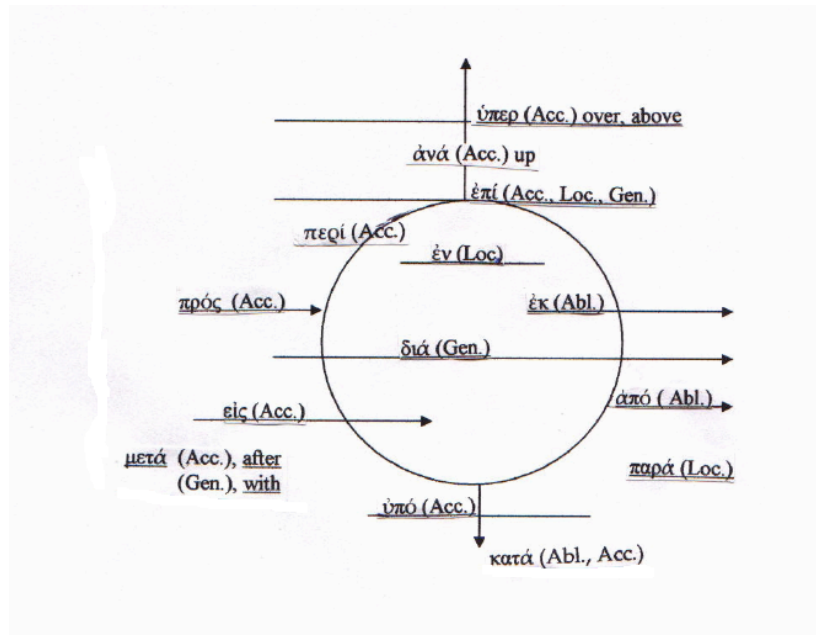 ὑπερ (Acc.) over, above
ἀνά (Acc.) up
ἐπί (Acc., Loc., Gen.)
περί (Acc.)
ἐν (Loc.)
πρός (Acc.)
ἐκ (Abl.)
διά (Gen.)
ἀπό ( Abl.)
εἰς (Acc.)
μετά (Acc.), after
(Gen.), with
παρά (Loc.)
ὑπό (Acc.)
κατά (Abl., Acc.)